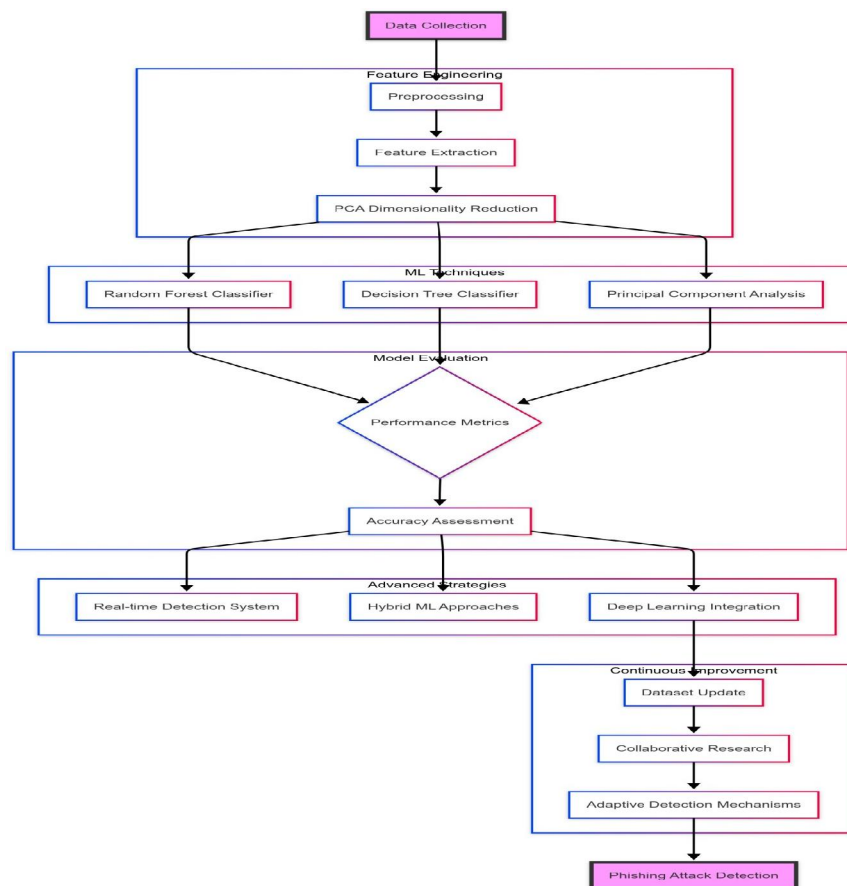 Data Collection
Feature Engineering
Preprocessing
Feature Extraction
PCA Dimensionality Reduction
ML Techniques
Random Forest Classifier
Decision Tree Classifier
Principal Component Analysis
Model Evaluation
Performance Metrics
Accuracy Assessment
Advanced Strategies
Real-time Detection System
Hybrid ML Approaches
Deep Learning Integration
Continuous Improvement
Dataset Update
Collaborative Research
Adaptive Detection Mechanisms
Phishing Attack Detection